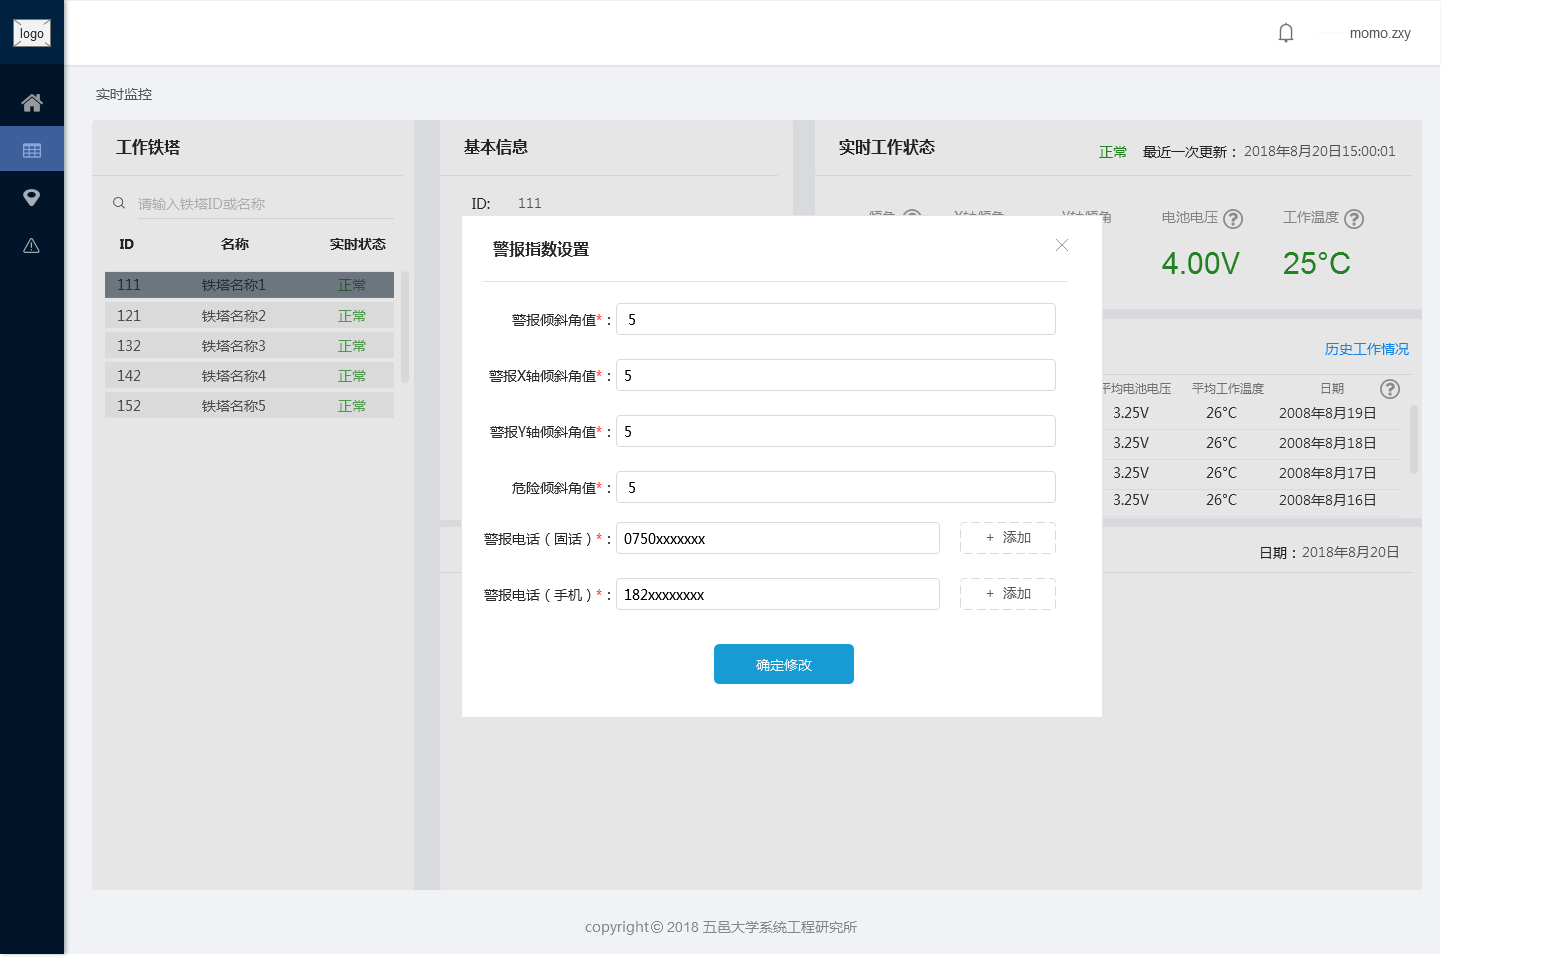 logo
momo.zxy
实时监控
工作铁塔
请输入铁塔ID或名称
ID 名称 实时状态
111 铁塔名称1 正常
121 铁塔名称2 正常
132 铁塔名称3 正常
142 铁塔名称4 正常
152 铁塔名称5 正常
基本信息
ID: 111
实时工作状态 正常 最近一次更新： 2018年8月20日15:00:01
倾角 X轴倾角 Y轴倾角 电池电压 工作温度
4.00V 25°C
历史工作情况
平均电池电压 平均工作温度 日期
3.25V 26°C 2008年8月19日
3.25V 26°C 2008年8月18日
3.25V 26°C 2008年8月17日
3.25V 26°C 2008年8月16日
日期：2018年8月20日
警报指数设置
警报倾斜角值*： 5
警报X轴倾斜角值*： 5
警报Y轴倾斜角值*： 5
危险倾斜角值*： 5
警报电话（固话）*： 0750xxxxxxx + 添加
警报电话（手机）*： 182xxxxxxxx + 添加
确定修改
copyright© 2018 五邑大学系统工程研究所